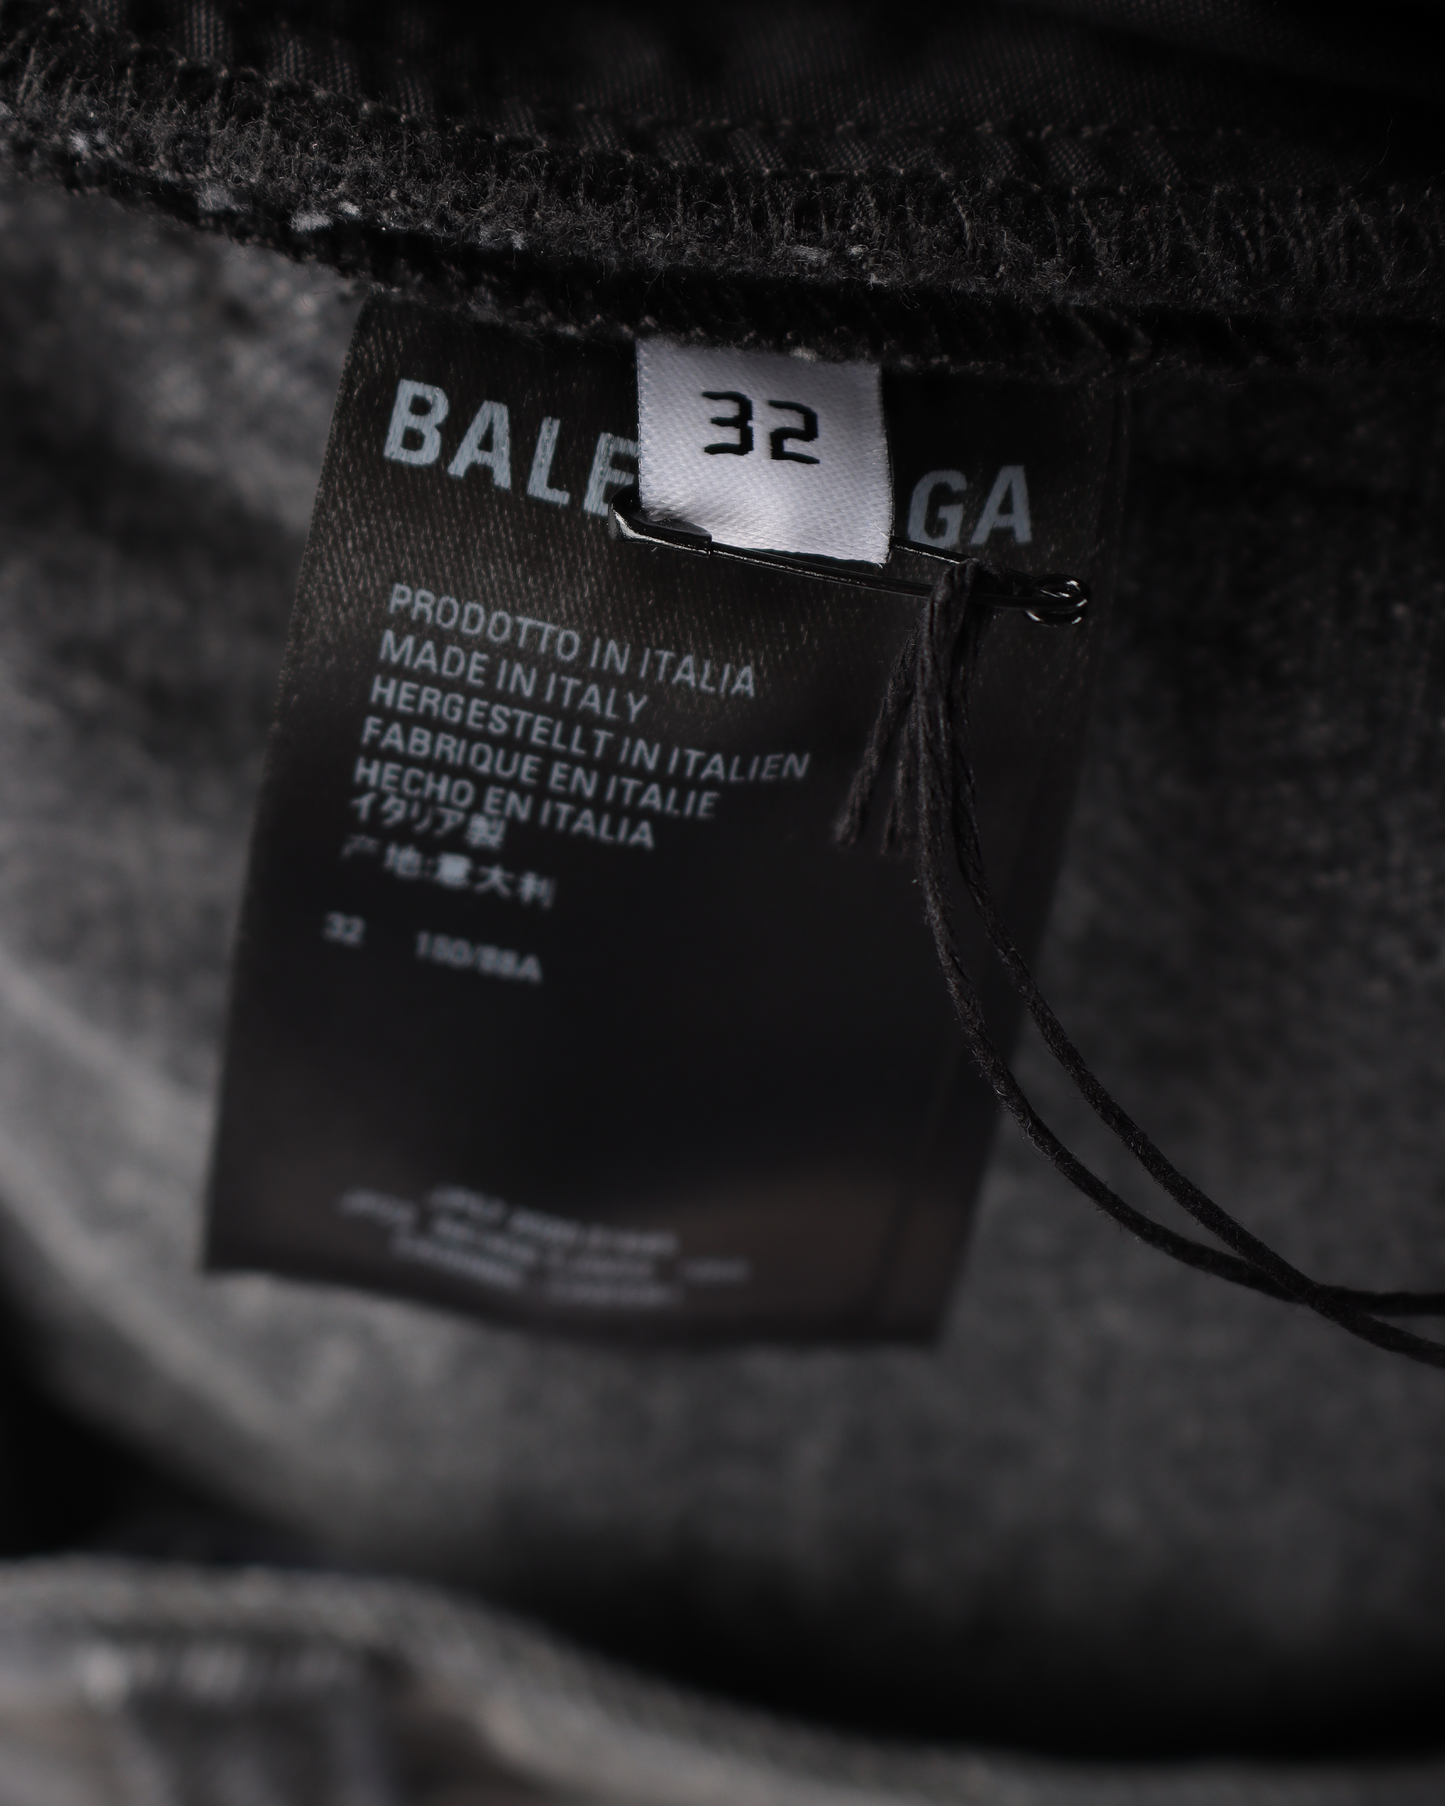 BALE GA
32
PRODOTTO IN ITALIA
MADE IN ITALY
HERGESTELLT IN ITALIEN
FABRIQUE EN ITALIE
HECHO EN ITALIA
イタリア製
产地:意大利
32